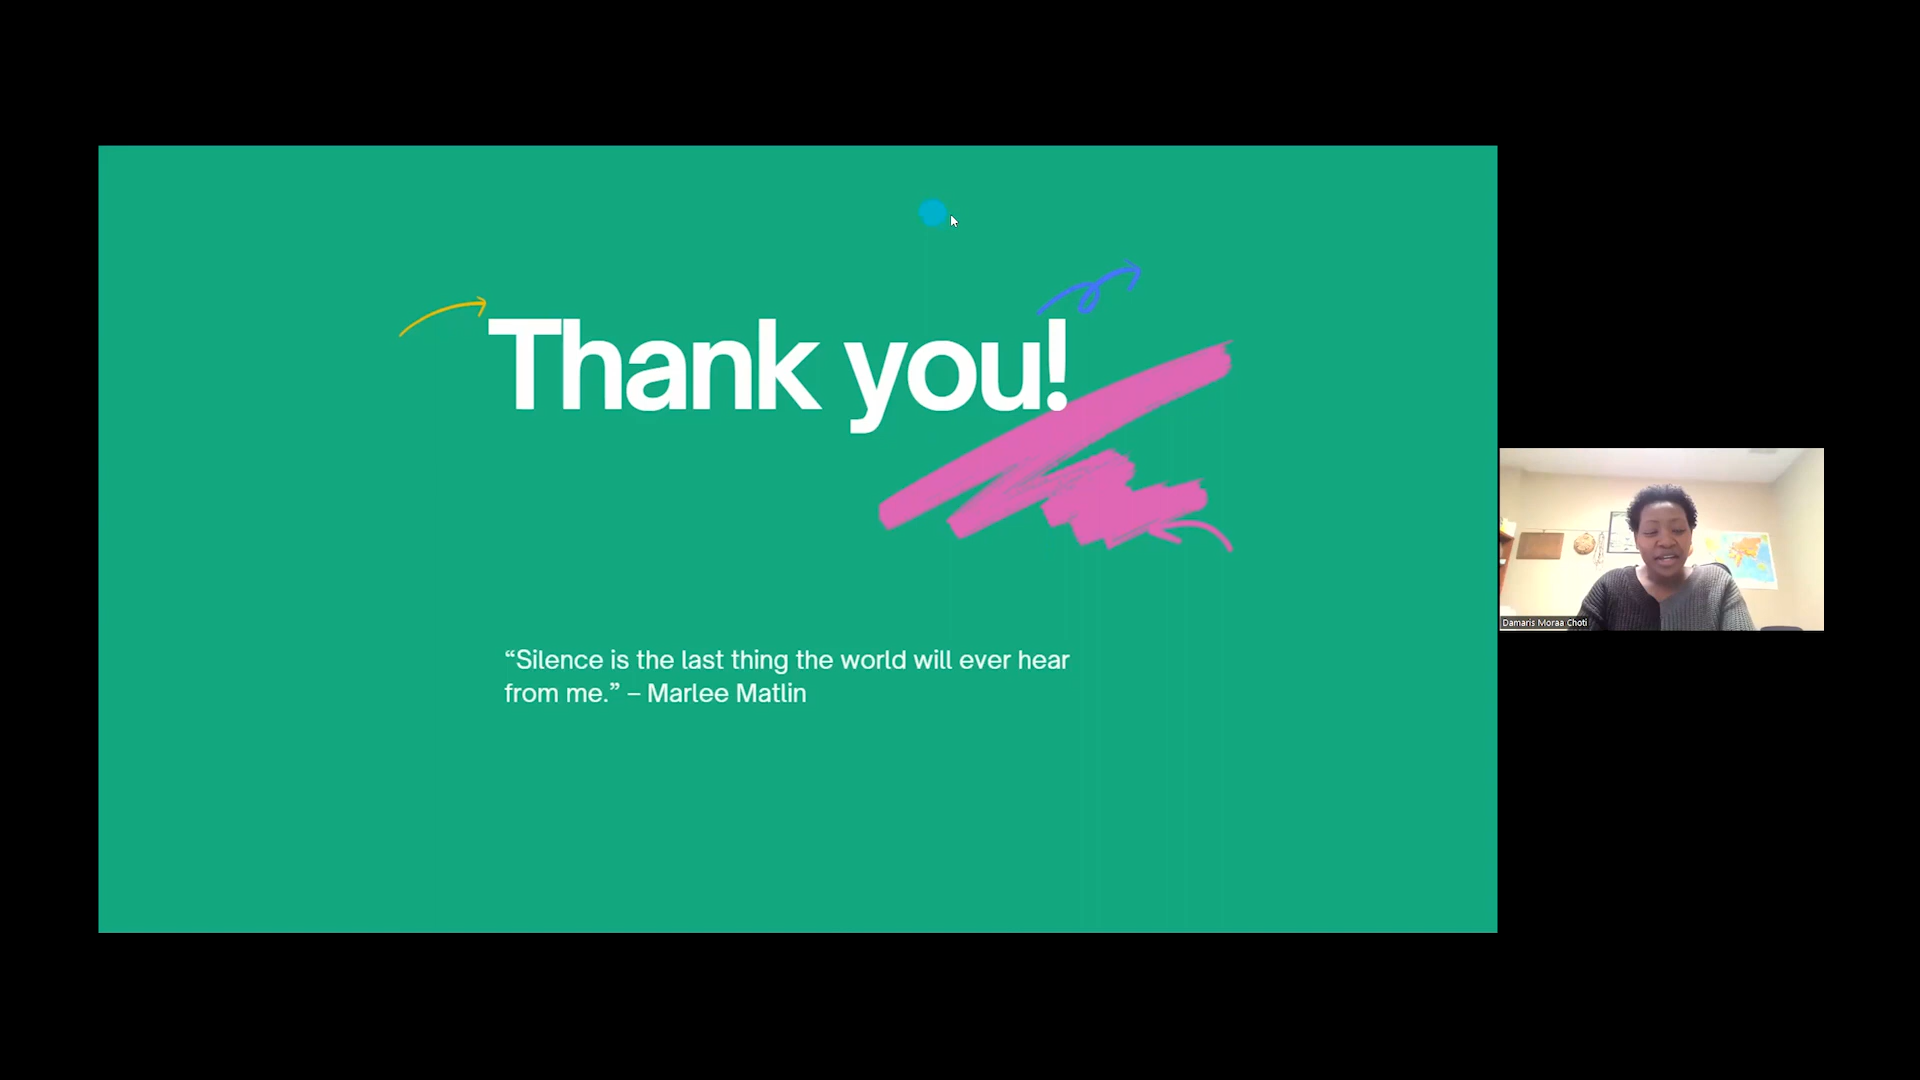 Thank you!
“Silence is the last thing the world will ever hear
from me.” – Marlee Matlin
Damaris Moraa Choti